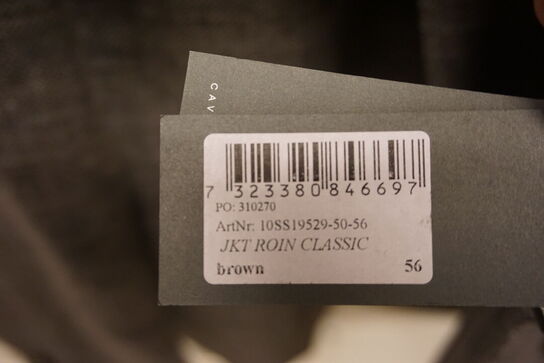 CAV
7 323380 846697
PO: 310270
ArtNr: 10SS19529-50-56
JKT ROIN CLASSIC
brown 56